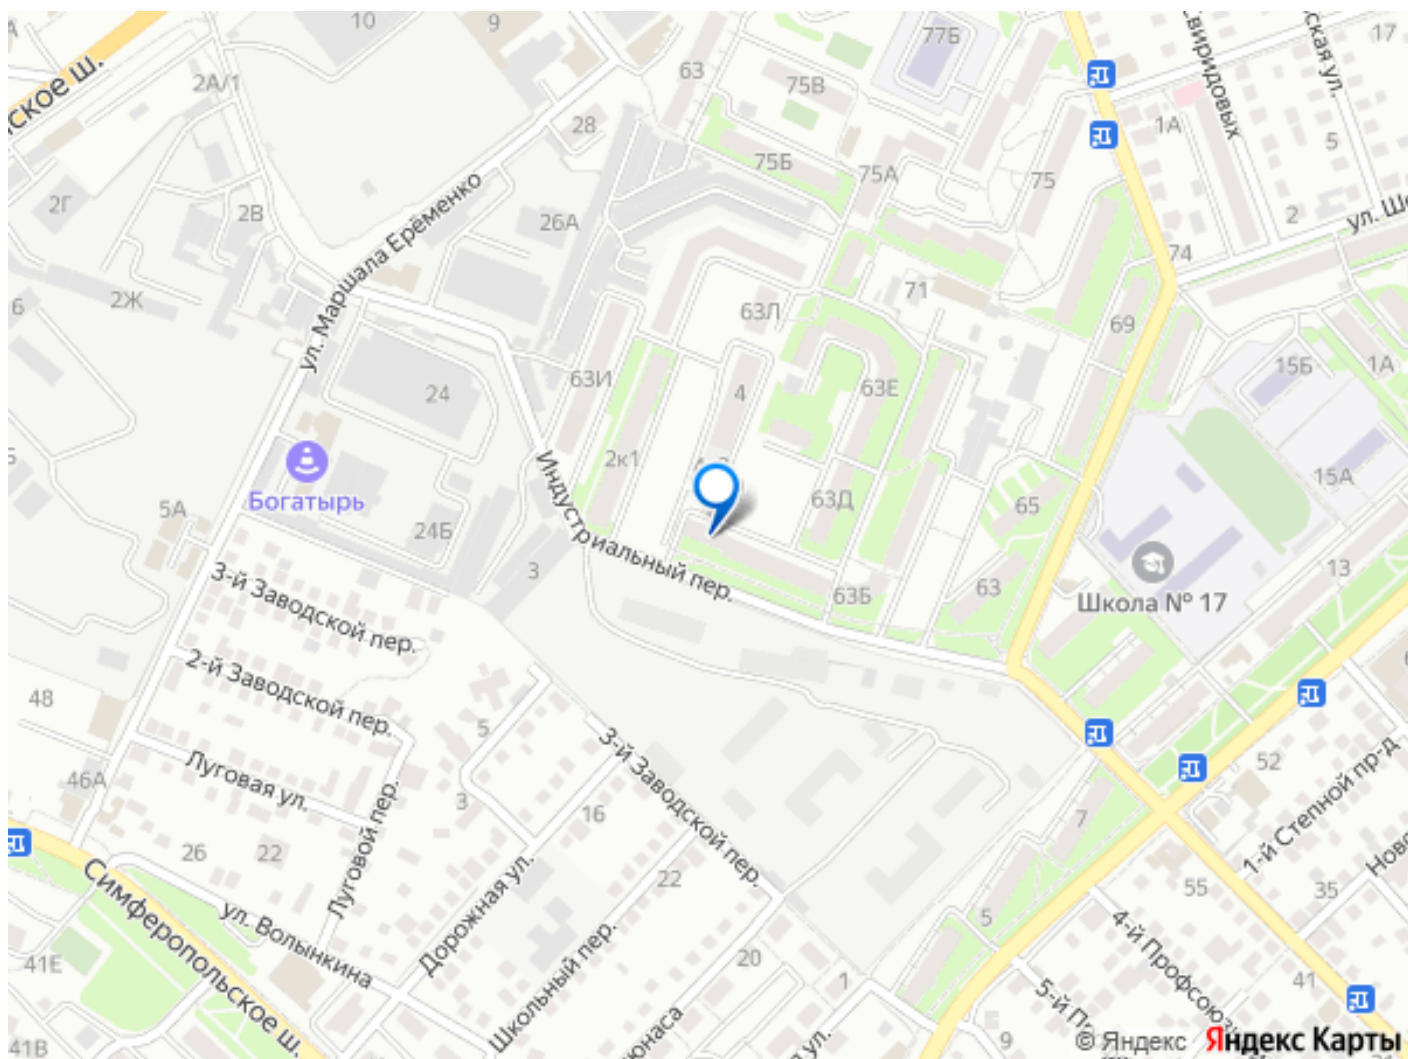 10
9
17
ское ш.
2А/1
63
77Б
75В
Свиридовых
ская ул.
28
1А
5
75Б
75А
75
2Г
2В
26А
ул. Маршала Ерёменко
2
ул. Ше
74
2Ж
6
71
63Л
69
15Б
1А
63И
24
4
63Е
2к1
15А
Богатырь
5А
24Б
Индустриальный пер.
63Д
65
3
3-й Заводской пер.
63Б
63
13
Школа № 17
2-й Заводской пер.
48
5
3-й Заводской пер.
Луговая ул.
46А
3
16
52
1-й Степной пр-д
7
Луговой пер.
26
22
22
Ново
Симферопольское ш.
ул. Волынкина
Дорожная ул.
55
35
5
4-й Профсоюз
41Е
Школьный пер.
20
1
41
5-й П
41В
юнаса
я ул.
9
© Яндекс Яндекс Карты